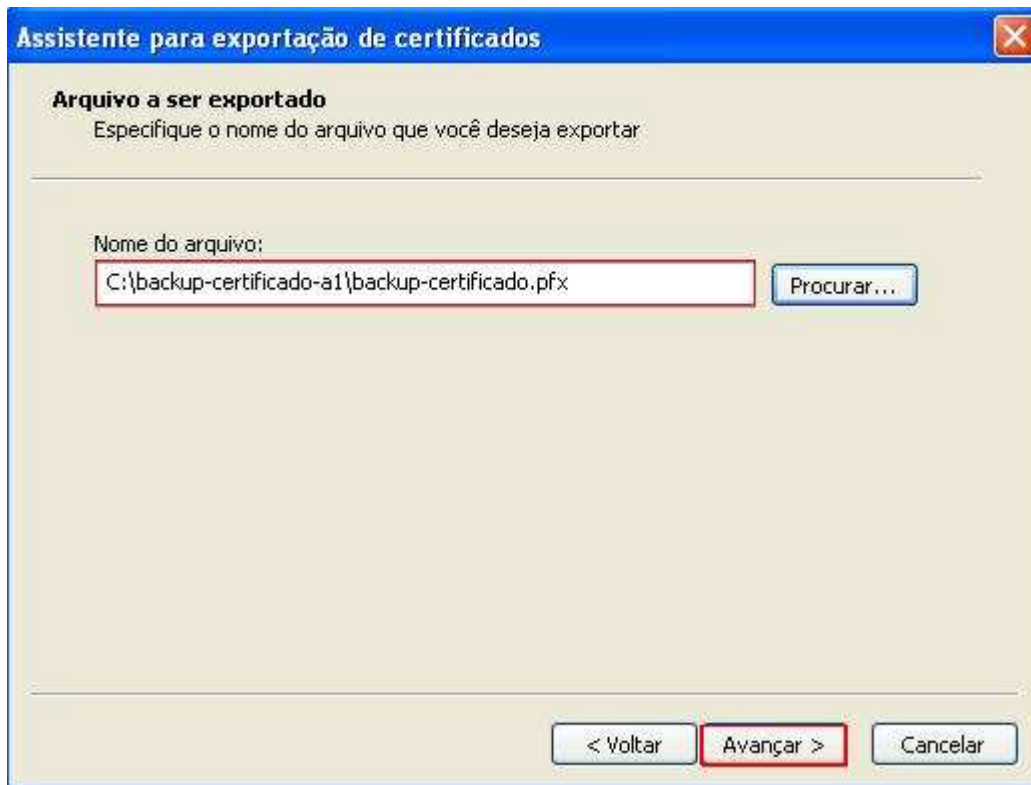 Assistente para exportação de certificados
Arquivo a ser exportado
Especifique o nome do arquivo que você deseja exportar
Nome do arquivo:
C:\backup-certificado-a1\backup-certificado.pfx
Procurar...
< Voltar
Avançar >
Cancelar